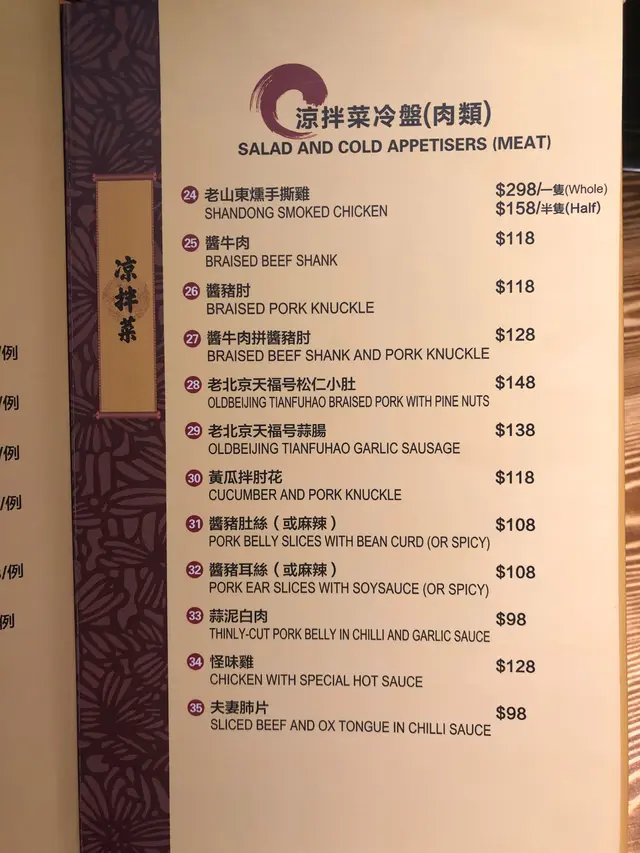 涼拌菜冷盤(肉類)
SALAD AND COLD APPETISERS (MEAT)
凉拌菜
24 老山東燻手撕雞 $298/一隻(Whole)
SHANDONG SMOKED CHICKEN $158/半隻(Half)
25 醬牛肉 $118
BRAISED BEEF SHANK
26 醬豬肘 $118
BRAISED PORK KNUCKLE
27 醬牛肉拼醬豬肘 $128
BRAISED BEEF SHANK AND PORK KNUCKLE
28 老北京天福号松仁小肚 $148
OLDBEIJING TIANFUHAO BRAISED PORK WITH PINE NUTS
29 老北京天福号蒜腸 $138
OLDBEIJING TIANFUHAO GARLIC SAUSAGE
30 黃瓜拌肘花 $118
CUCUMBER AND PORK KNUCKLE
31 醬豬肚絲（或麻辣） $108
PORK BELLY SLICES WITH BEAN CURD (OR SPICY)
32 醬豬耳絲（或麻辣） $108
PORK EAR SLICES WITH SOYSAUCE (OR SPICY)
33 蒜泥白肉 $98
THINLY-CUT PORK BELLY IN CHILLI AND GARLIC SAUCE
34 怪味雞 $128
CHICKEN WITH SPECIAL HOT SAUCE
35 夫妻肺片 $98
SLICED BEEF AND OX TONGUE IN CHILLI SAUCE
/例
/例
/例
/例
/例
例